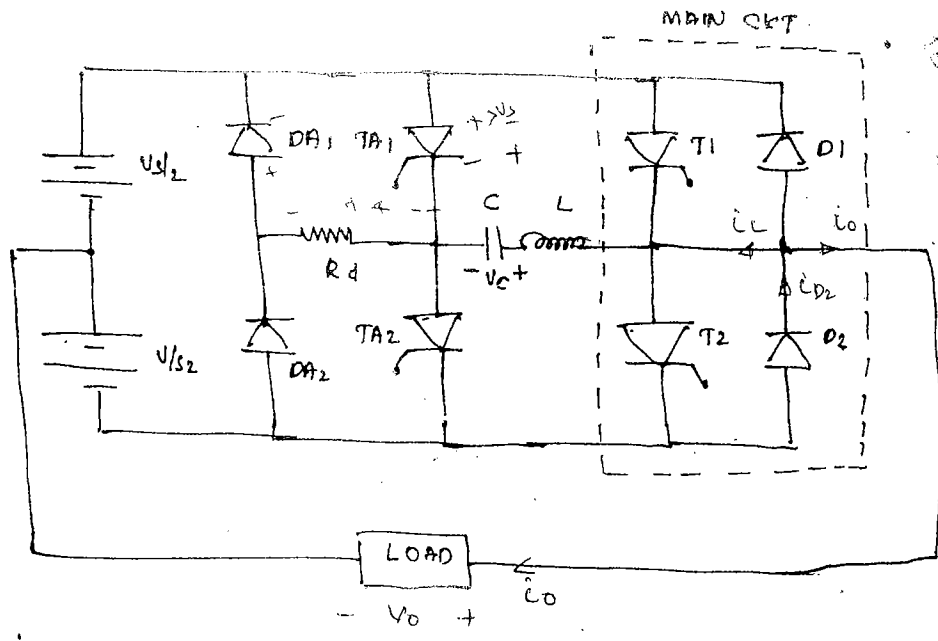 MAIN CKT
Vs/2
DA1
TA1
+ >Vs
- +
T1
D1
C
L
Rd
- Vc +
iL
io
iD2
V/s2
DA2
TA2
T2
D2
LOAD
io
- Vo +